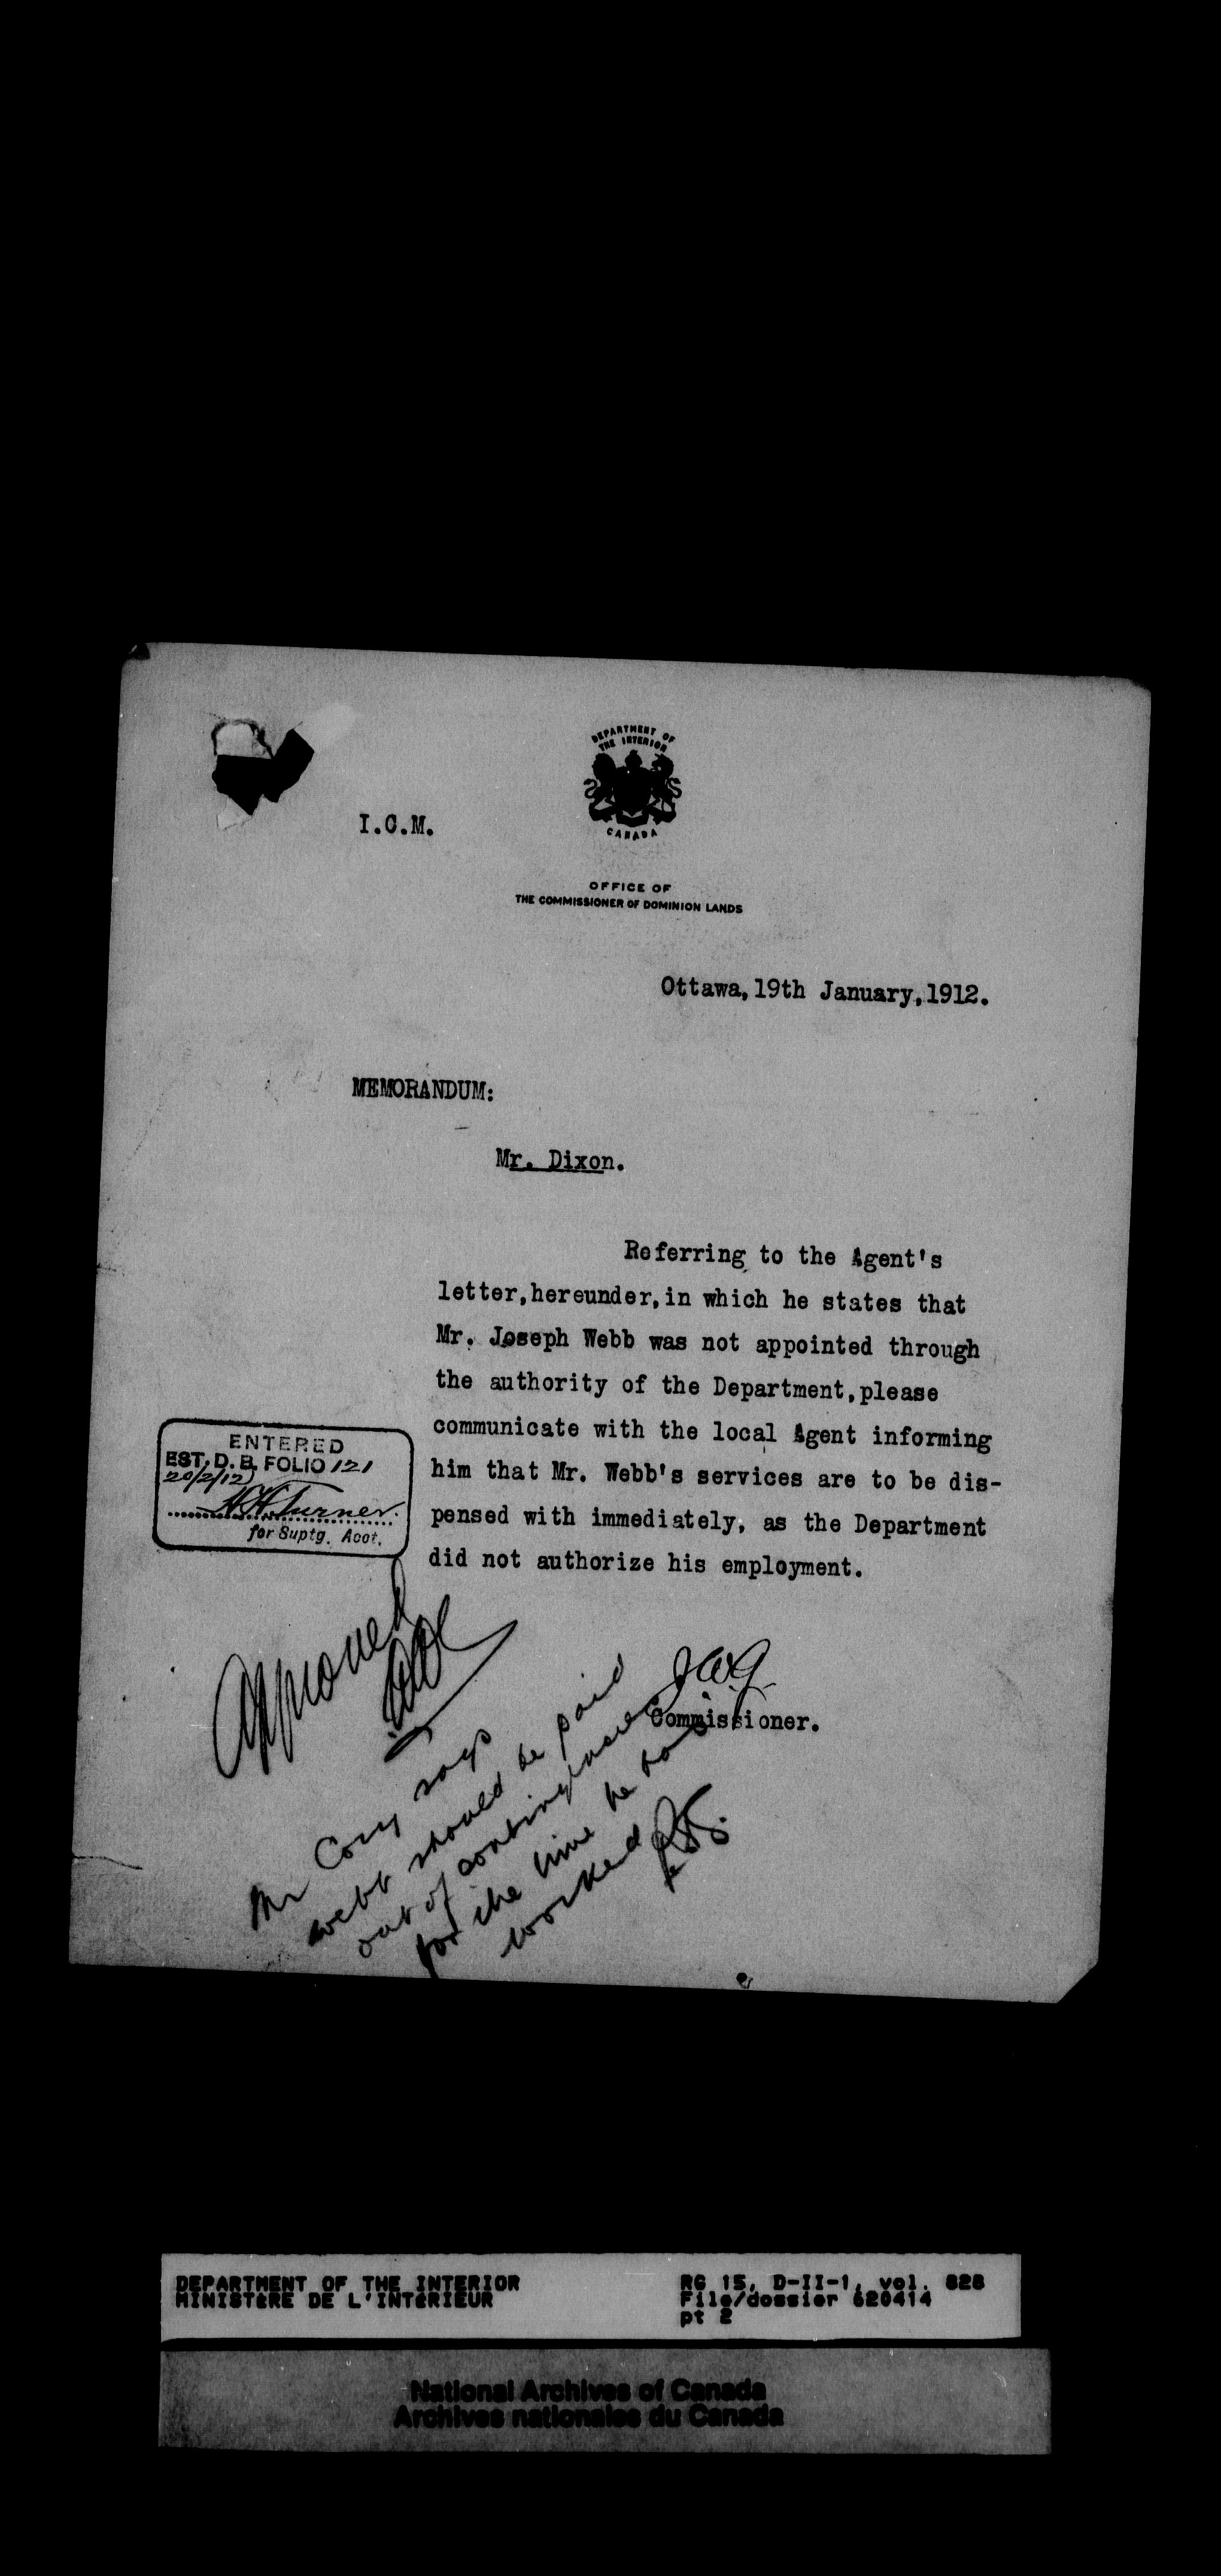 DEPARTMENT OF
THE INTERIOR
CANADA
I.C.M.
OFFICE OF
THE COMMISSIONER OF DOMINION LANDS
Ottawa, 19th January, 1912.
MEMORANDUM:
Mr. Dixon.
Referring to the Agent's
letter, hereunder, in which he states that
Mr. Joseph Webb was not appointed through
the authority of the Department, please
communicate with the local Agent informing
him that Mr. Webb's services are to be dis-
pensed with immediately, as the Department
did not authorize his employment.
ENTERED
EST. D. B. FOLIO 121
20/2/12
H.H. Turner.
for Suptg. Acct.
Approved
JWG
Commissioner.
Mr Cory says
Webb should be paid
out of contingencies
for the time he has
worked
DEPARTMENT OF THE INTERIOR
MINISTÈRE DE L'INTÉRIEUR
RG 15, D-II-1, vol. 828
File/dossier 620414
pt 2
National Archives of Canada
Archives nationales du Canada